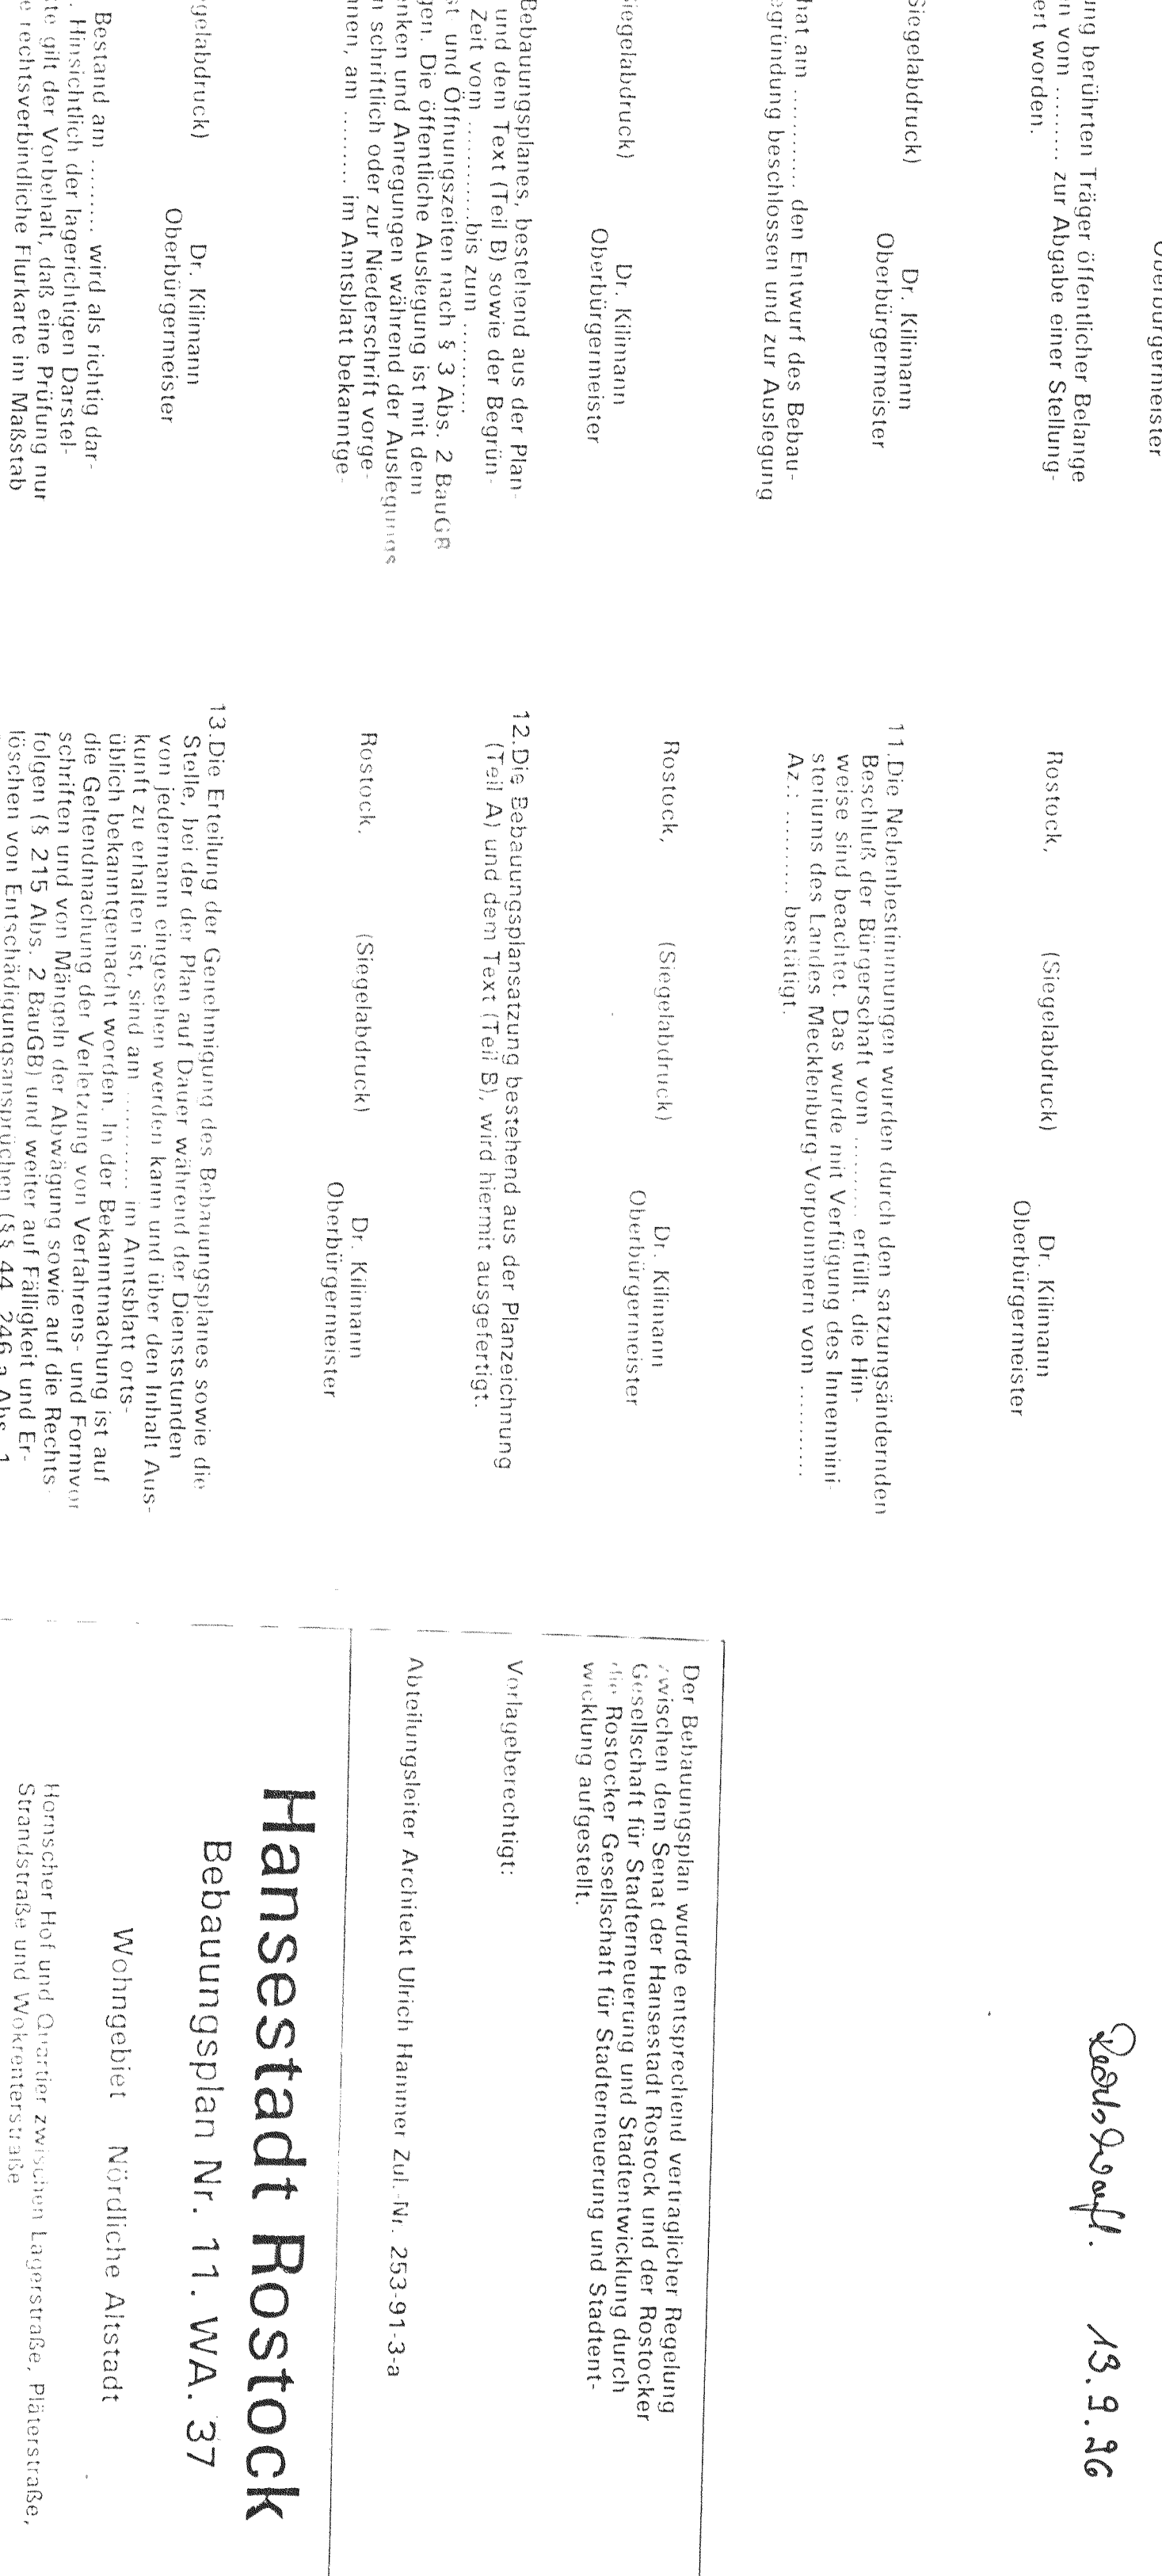 Oberbürgermeister
ung berührten Träger öffentlicher Belange
n vom ......... zur Abgabe einer Stellung-
ert worden.
Siegelabdruck)
Dr. Kilimann
Oberbürgermeister
hat am ............ den Entwurf des Bebau-
egründung beschlossen und zur Auslegung
iegelabdruck)
Dr. Kilimann
Oberbürgermeister
Bebauungsplanes, bestehend aus der Plan-
und dem Text (Teil B) sowie der Begrün-
zeit vom ...........bis zum ..........
st und Öffnungszeiten nach § 3 Abs. 2 BauGB
gen. Die öffentliche Auslegung ist mit dem
nken und Anregungen während der Auslegungs
n schriftlich oder zur Niederschrift vorge-
nnen, am ........ im Amtsblatt bekanntge-
gelabdruck)
Dr. Kilimann
Oberbürgermeister
Bestand am ........ wird als richtig dar-
. Hinsichtlich der lagerichtigen Darstel-
te gilt der Vorbehalt, daß eine Prüfung nur
e rechtsverbindliche Flurkarte im Maßstab
Rostock, (Siegelabdruck)
Dr. Kilimann
Oberbürgermeister
11.Die Nebenbestimmungen wurden durch den satzungsändernden
Beschluß der Bürgerschaft vom ......... erfüllt. die Hin-
weise sind beachtet. Das wurde mit Verfügung des Innenmini-
steriums des Landes Mecklenburg-Vorpommern vom ...........
Az.: ......... bestätigt.
Rostock, (Siegelabdruck)
Dr. Kilimann
Oberbürgermeister
12.Die Bebauungsplansatzung bestehend aus der Planzeichnung
(Teil A) und dem Text (Teil B), wird hiermit ausgefertigt.
Rostock, (Siegelabdruck)
Dr. Kilimann
Oberbürgermeister
13.Die Erteilung der Genehmigung des Bebauungsplanes sowie die
Stelle, bei der der Plan auf Dauer während der Dienststunden
von jedermann eingesehen werden kann und über den Inhalt Aus-
kunft zu erhalten ist, sind am .......... im Amtsblatt orts-
üblich bekanntgemacht worden. In der Bekanntmachung ist auf
die Geltendmachung der Verletzung von Verfahrens- und Formvor
schriften und von Mängeln der Abwägung sowie auf die Rechts-
folgen (§ 215 Abs. 2 BauGB) und weiter auf Fälligkeit und Er-
löschen von Entschädigungsansprüchen (§§ 44, 246 a Abs. 1
13.9.96
Der Bebauungsplan wurde entsprechend vertraglicher Regelung
zwischen dem Senat der Hansestadt Rostock und der Rostocker
Gesellschaft für Stadterneuerung und Stadtentwicklung durch
die Rostocker Gesellschaft für Stadterneuerung und Stadtent-
wicklung aufgestellt.
Vorlageberechtigt:
Abteilungsleiter Architekt Ulrich Hammer Zul.-Nr. 253-91-3-a
Hansestadt Rostock
Bebauungsplan Nr. 11. WA. 37
Wohngebiet Nördliche Altstadt
Hornscher Hof und Quartier zwischen Lagerstraße, Pläterstraße,
Strandstraße und Wokrenterstraße